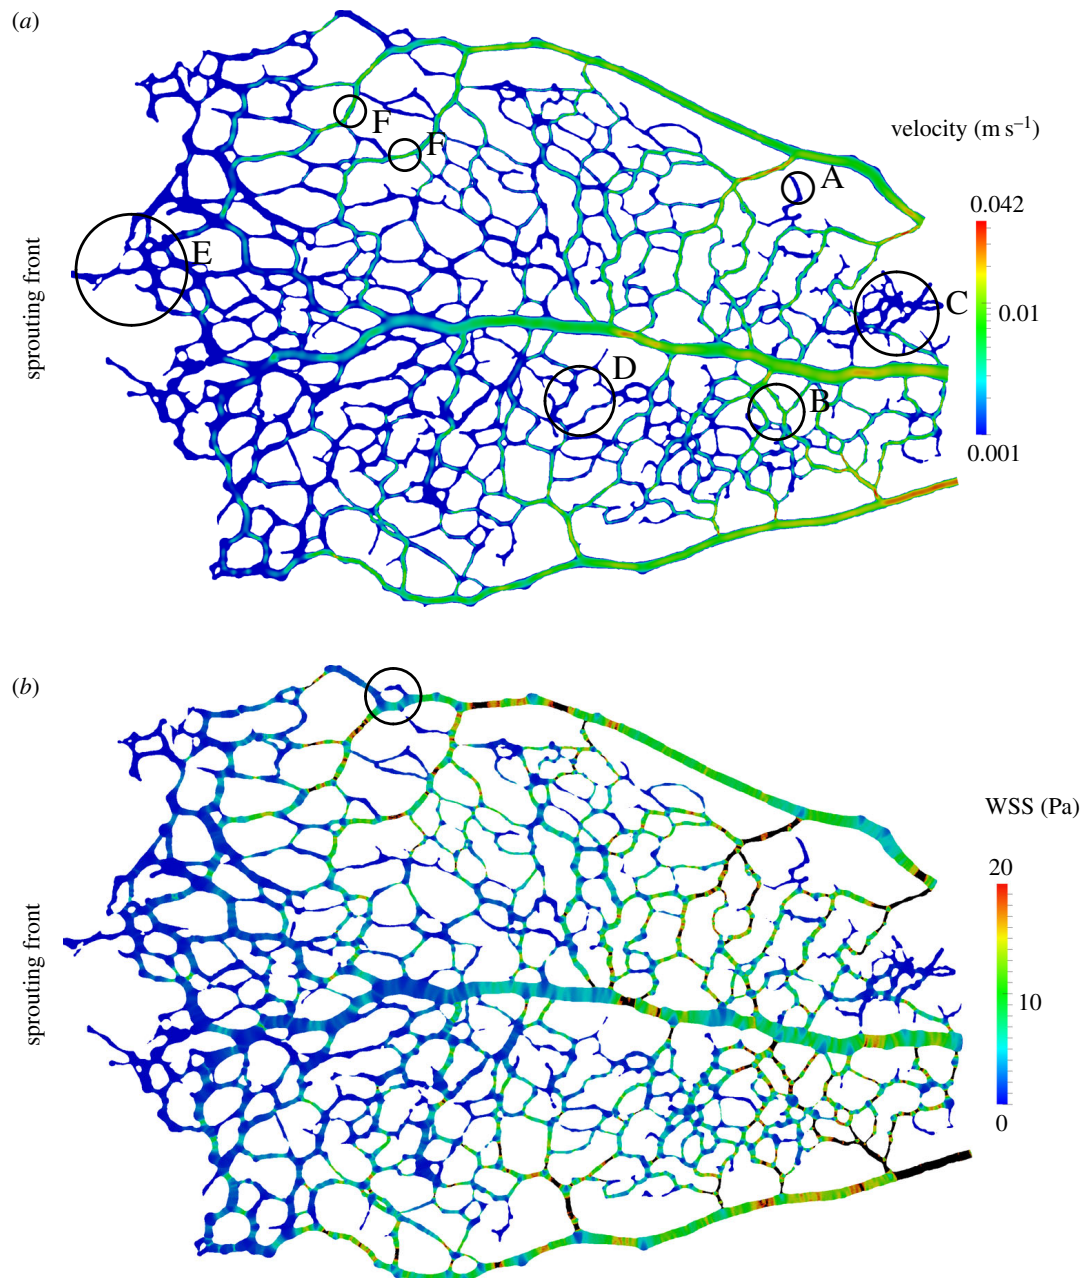 (a)
velocity (m s⁻¹)
0.042
0.01
0.001
sprouting front
F
F
A
E
C
D
B
(b)
WSS (Pa)
20
10
0
sprouting front